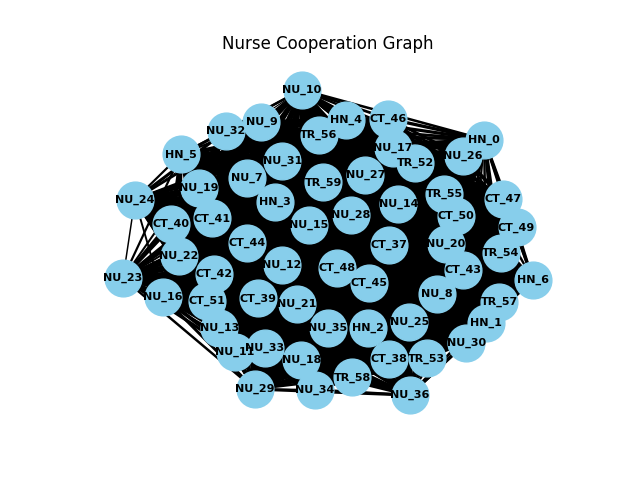 Nurse Cooperation Graph
NU_10
NU_9
HN_4
CT_46
NU_32
TR_56
HN_0
NU_17
HN_5
NU_31
TR_52
NU_26
NU_7
TR_59
NU_27
NU_19
TR_55
NU_24
HN_3
NU_14
CT_47
CT_40
CT_41
NU_15
NU_28
CT_50
CT_49
CT_44
CT_37
NU_20
NU_22
TR_54
NU_12
CT_48
CT_43
NU_23
CT_42
CT_45
HN_6
NU_16
CT_51
CT_39
NU_21
NU_8
TR_57
NU_13
NU_35
HN_2
NU_25
HN_1
NU_11
NU_33
NU_30
NU_18
CT_38
TR_53
TR_58
NU_29
NU_34
NU_36